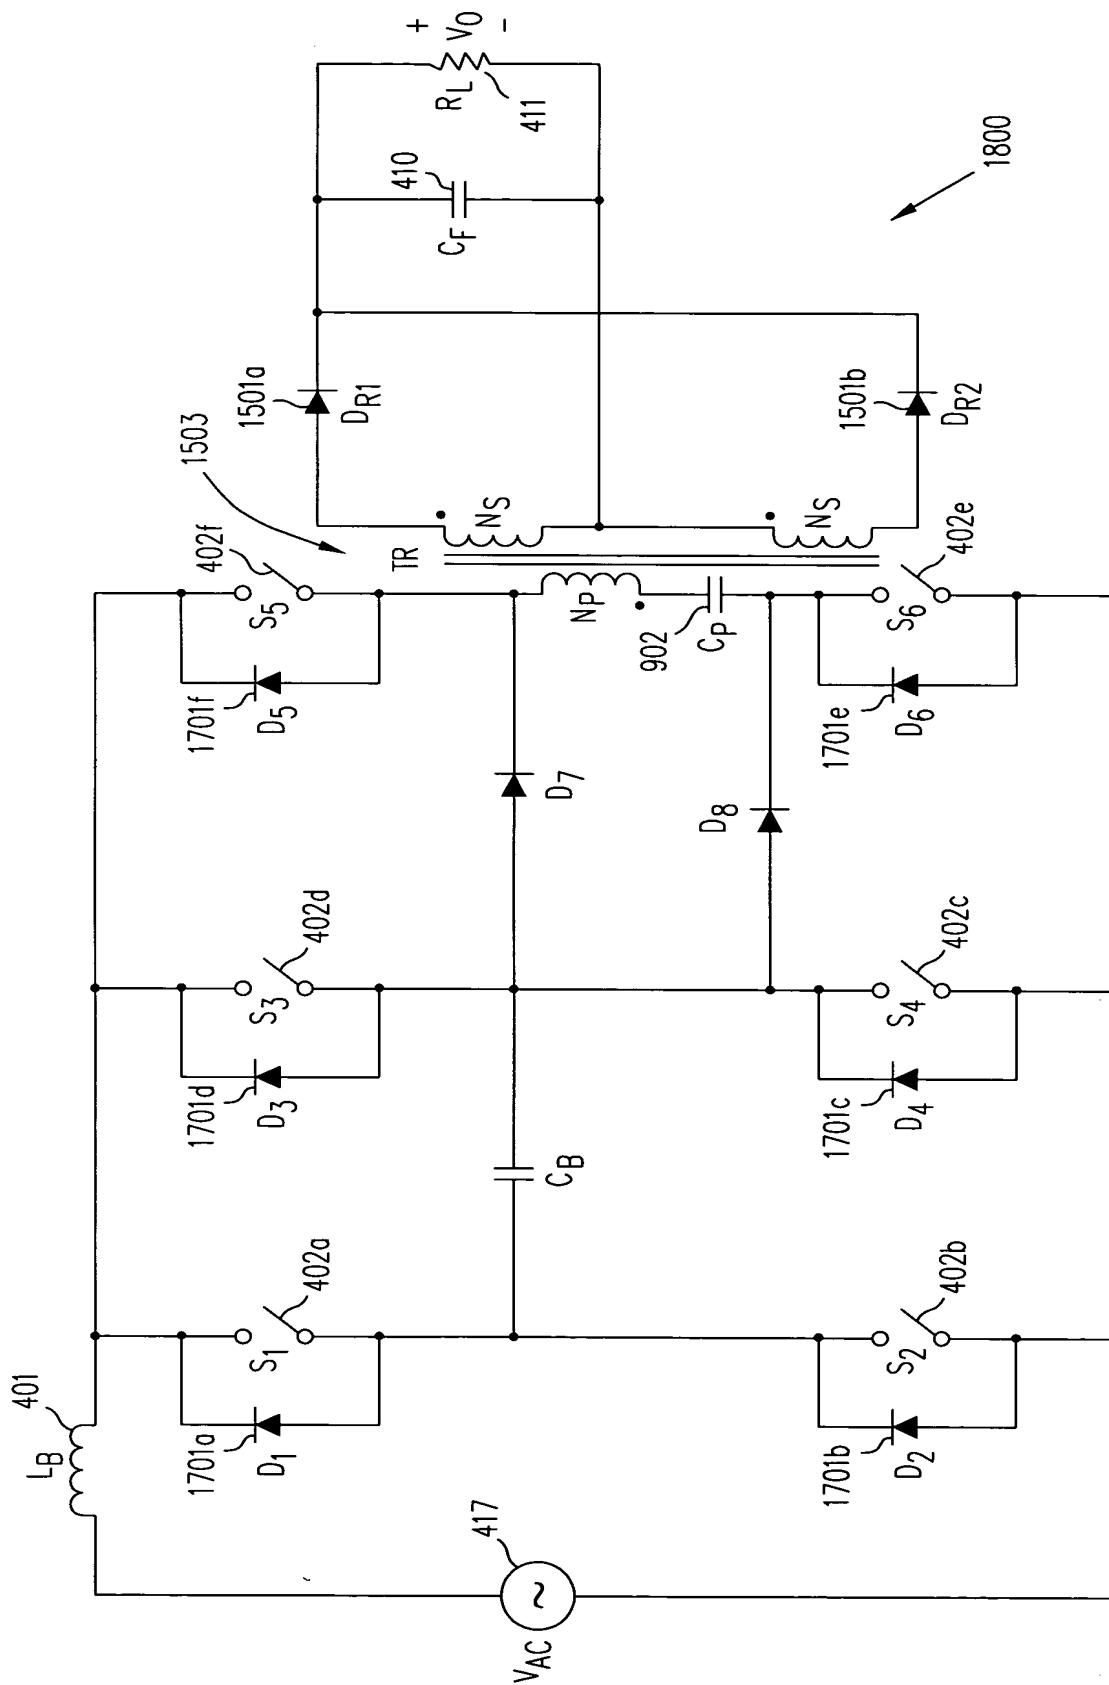 401
L_B
1701a
D_1
S_1
402a
1701d
D_3
S_3
402d
1701f
D_5
S_5
402f
1503
TR
1501a
D_R1
N_S
410
C_F
+
V_O
-
R_L
411
417
V_AC
C_B
D_7
N_P
902
C_P
D_8
N_S
1501b
D_R2
1701b
D_2
S_2
402b
1701c
D_4
S_4
402c
1701e
D_6
S_6
402e
1800